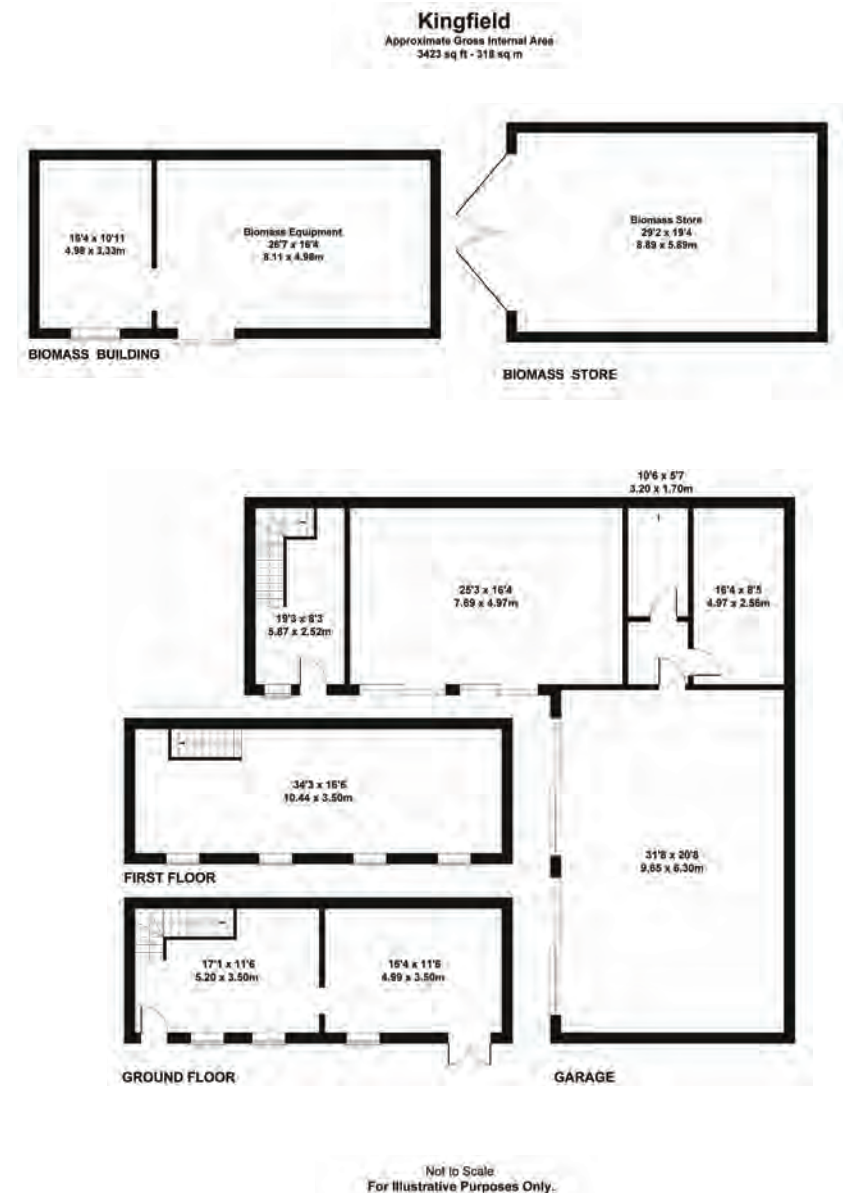 Kingfield
Approximate Gross Internal Area
3423 sq ft - 318 sq m
16'4 x 10'11
4.98 x 3.33m
Biomass Equipment
26'7 x 16'4
8.11 x 4.98m
BIOMASS BUILDING
Biomass Store
29'2 x 19'4
8.89 x 5.89m
BIOMASS STORE
10'6 x 5'7
3.20 x 1.70m
19'3 x 8'3
5.87 x 2.52m
25'3 x 16'4
7.69 x 4.97m
16'4 x 8'5
4.97 x 2.56m
34'3 x 16'6
10.44 x 3.50m
FIRST FLOOR
31'8 x 20'8
9.65 x 6.30m
17'1 x 11'6
5.20 x 3.50m
16'4 x 11'6
4.99 x 3.50m
GROUND FLOOR
GARAGE
Not to Scale
For Illustrative Purposes Only.